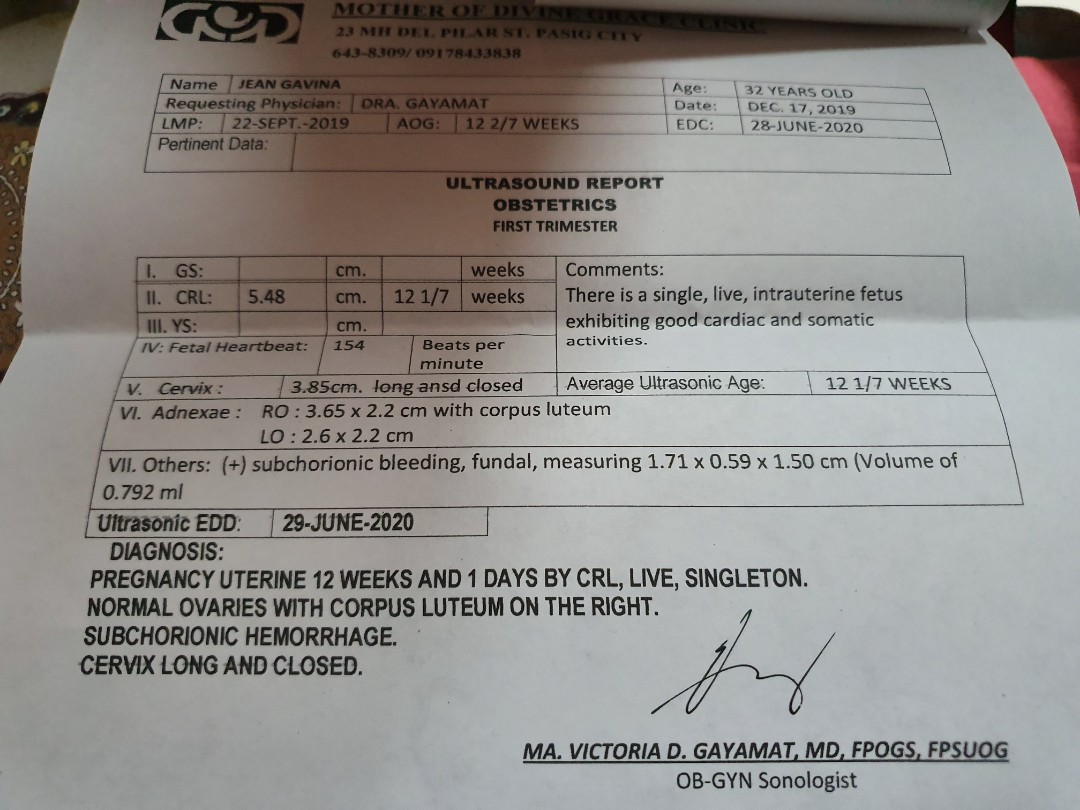 MOTHER OF DIVINE GRACE CLINIC
23 MH DEL PILAR ST. PASIG CITY
643-8309/ 09178433838
Name JEAN GAVINA Age: 32 YEARS OLD
Requesting Physician: DRA. GAYAMAT Date: DEC. 17, 2019
LMP: 22-SEPT.-2019 AOG: 12 2/7 WEEKS EDC: 28-JUNE-2020
Pertinent Data:
ULTRASOUND REPORT
OBSTETRICS
FIRST TRIMESTER
I. GS: cm. weeks Comments:
II. CRL: 5.48 cm. 12 1/7 weeks There is a single, live, intrauterine fetus
III. YS: cm. exhibiting good cardiac and somatic
IV: Fetal Heartbeat: 154 Beats per activities.
minute
V. Cervix : 3.85cm. long ansd closed Average Ultrasonic Age: 12 1/7 WEEKS
VI. Adnexae : RO : 3.65 x 2.2 cm with corpus luteum
LO : 2.6 x 2.2 cm
VII. Others: (+) subchorionic bleeding, fundal, measuring 1.71 x 0.59 x 1.50 cm (Volume of
0.792 ml
Ultrasonic EDD: 29-JUNE-2020
DIAGNOSIS:
PREGNANCY UTERINE 12 WEEKS AND 1 DAYS BY CRL, LIVE, SINGLETON.
NORMAL OVARIES WITH CORPUS LUTEUM ON THE RIGHT.
SUBCHORIONIC HEMORRHAGE.
CERVIX LONG AND CLOSED.
MA. VICTORIA D. GAYAMAT, MD, FPOGS, FPSUOG
OB-GYN Sonologist